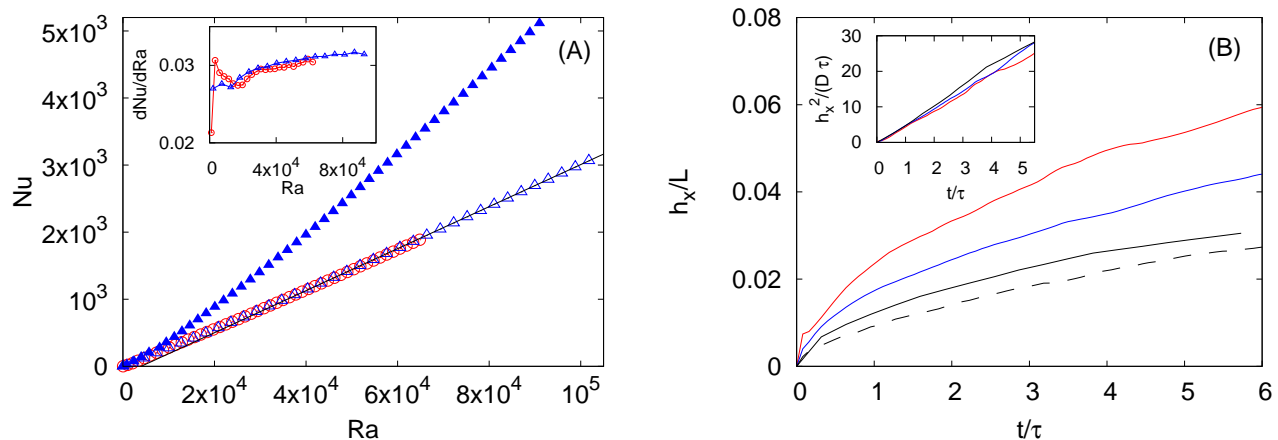 5x10³
4x10³
3x10³
2x10³
10³
0
Nu
0
2x10⁴
4x10⁴
6x10⁴
8x10⁴
10⁵
Ra
(A)
0.03
0.02
dNu/dRa
0
4x10⁴
8x10⁴
Ra
0.08
0.06
0.04
0.02
0
hₓ/L
0
1
2
3
4
5
6
t/τ
(B)
30
20
10
0
hₓ²/(D τ)
0
1
2
3
4
5
t/τ